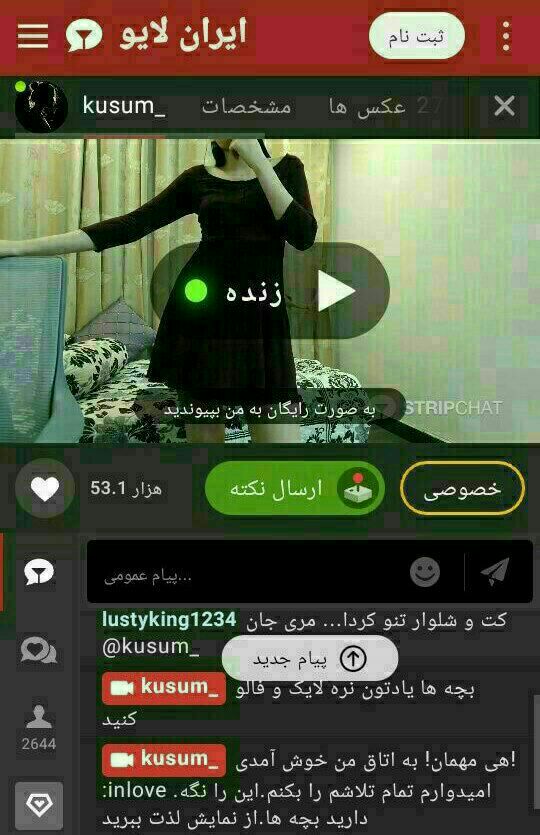 ایران لایو
ثبت نام
kusum_ مشخصات عکس ها 27
زنده
به صورت رایگان به من بپیوندید
STRIPCHAT
53.1 هزار
ارسال نکته
خصوصی
پیام عمومی...
lustyking1234 کت و شلوار تنو کردا... مری جان
@kusum_
پیام جدید
kusum_ بچه ها یادتون نره لایک و فالو
کنید
kusum_ هی مهمان! به اتاق من خوش آمدی!
امیدوارم تمام تلاشم را بکنم.این را نگه. :inlove
دارید بچه ها.از نمایش لذت ببرید
2644